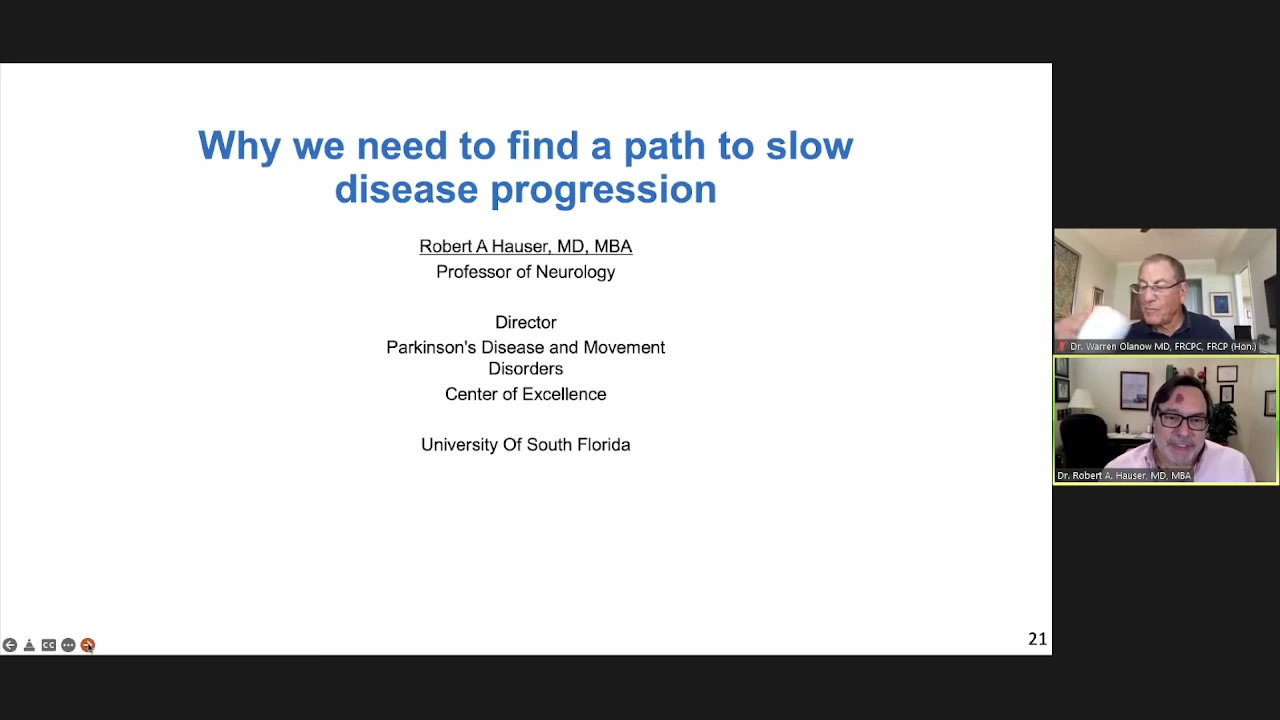 Why we need to find a path to slow
disease progression
Robert A Hauser, MD, MBA
Professor of Neurology
Director
Parkinson's Disease and Movement
Disorders
Center of Excellence
University Of South Florida
21
CC
Dr. Warren Olanow MD, FRCPC, FRCP (Hon.)
Dr. Robert A. Hauser, MD, MBA